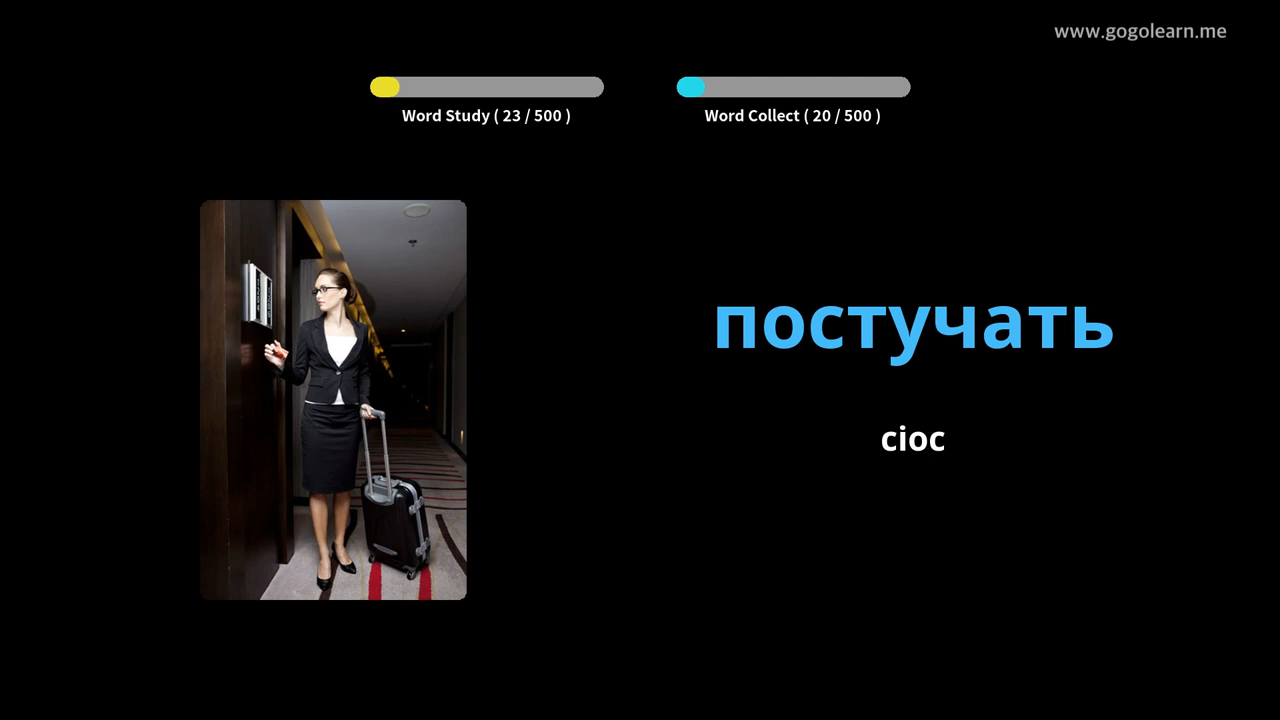 www.gogolearn.me
Word Study ( 23 / 500 )
Word Collect ( 20 / 500 )
постучать
cioc